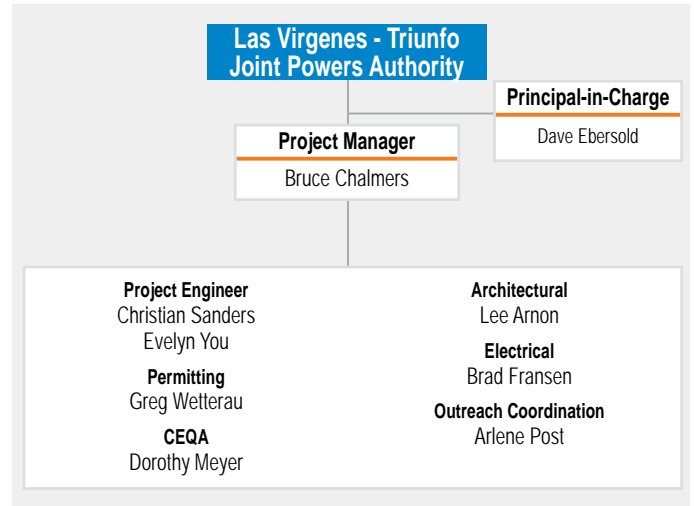 Las Virgenes - Triunfo
Joint Powers Authority
Principal-in-Charge
Dave Ebersold
Project Manager
Bruce Chalmers
Project Engineer
Christian Sanders
Evelyn You
Permitting
Greg Wetterau
CEQA
Dorothy Meyer
Architectural
Lee Arnon
Electrical
Brad Fransen
Outreach Coordination
Arlene Post